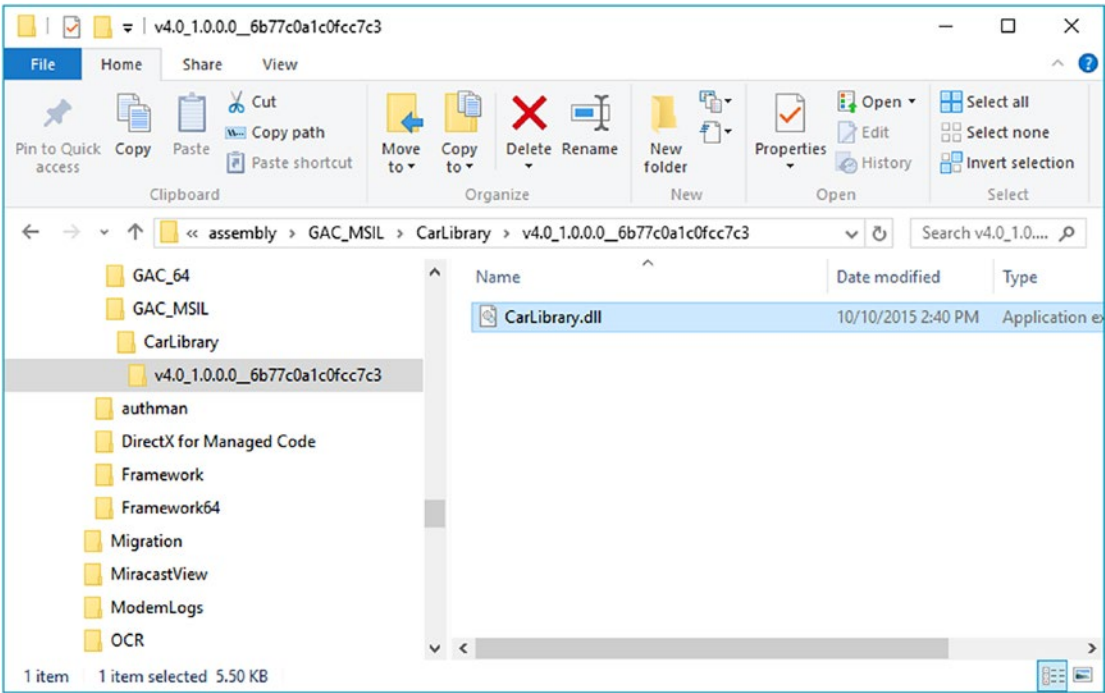 v4.0_1.0.0.0__6b77c0a1c0fcc7c3
File Home Share View
Pin to Quick access
Copy
Paste
Cut
Copy path
Paste shortcut
Clipboard
Move to
Copy to
Delete
Rename
Organize
New folder
New
Properties
Open
Edit
History
Open
Select all
Select none
Invert selection
Select
« assembly > GAC_MSIL > CarLibrary > v4.0_1.0.0.0__6b77c0a1c0fcc7c3
Search v4.0_1.0....
GAC_64
GAC_MSIL
CarLibrary
v4.0_1.0.0.0__6b77c0a1c0fcc7c3
authman
DirectX for Managed Code
Framework
Framework64
Migration
MiracastView
ModemLogs
OCR
Name Date modified Type
CarLibrary.dll 10/10/2015 2:40 PM Application ex
1 item 1 item selected 5.50 KB